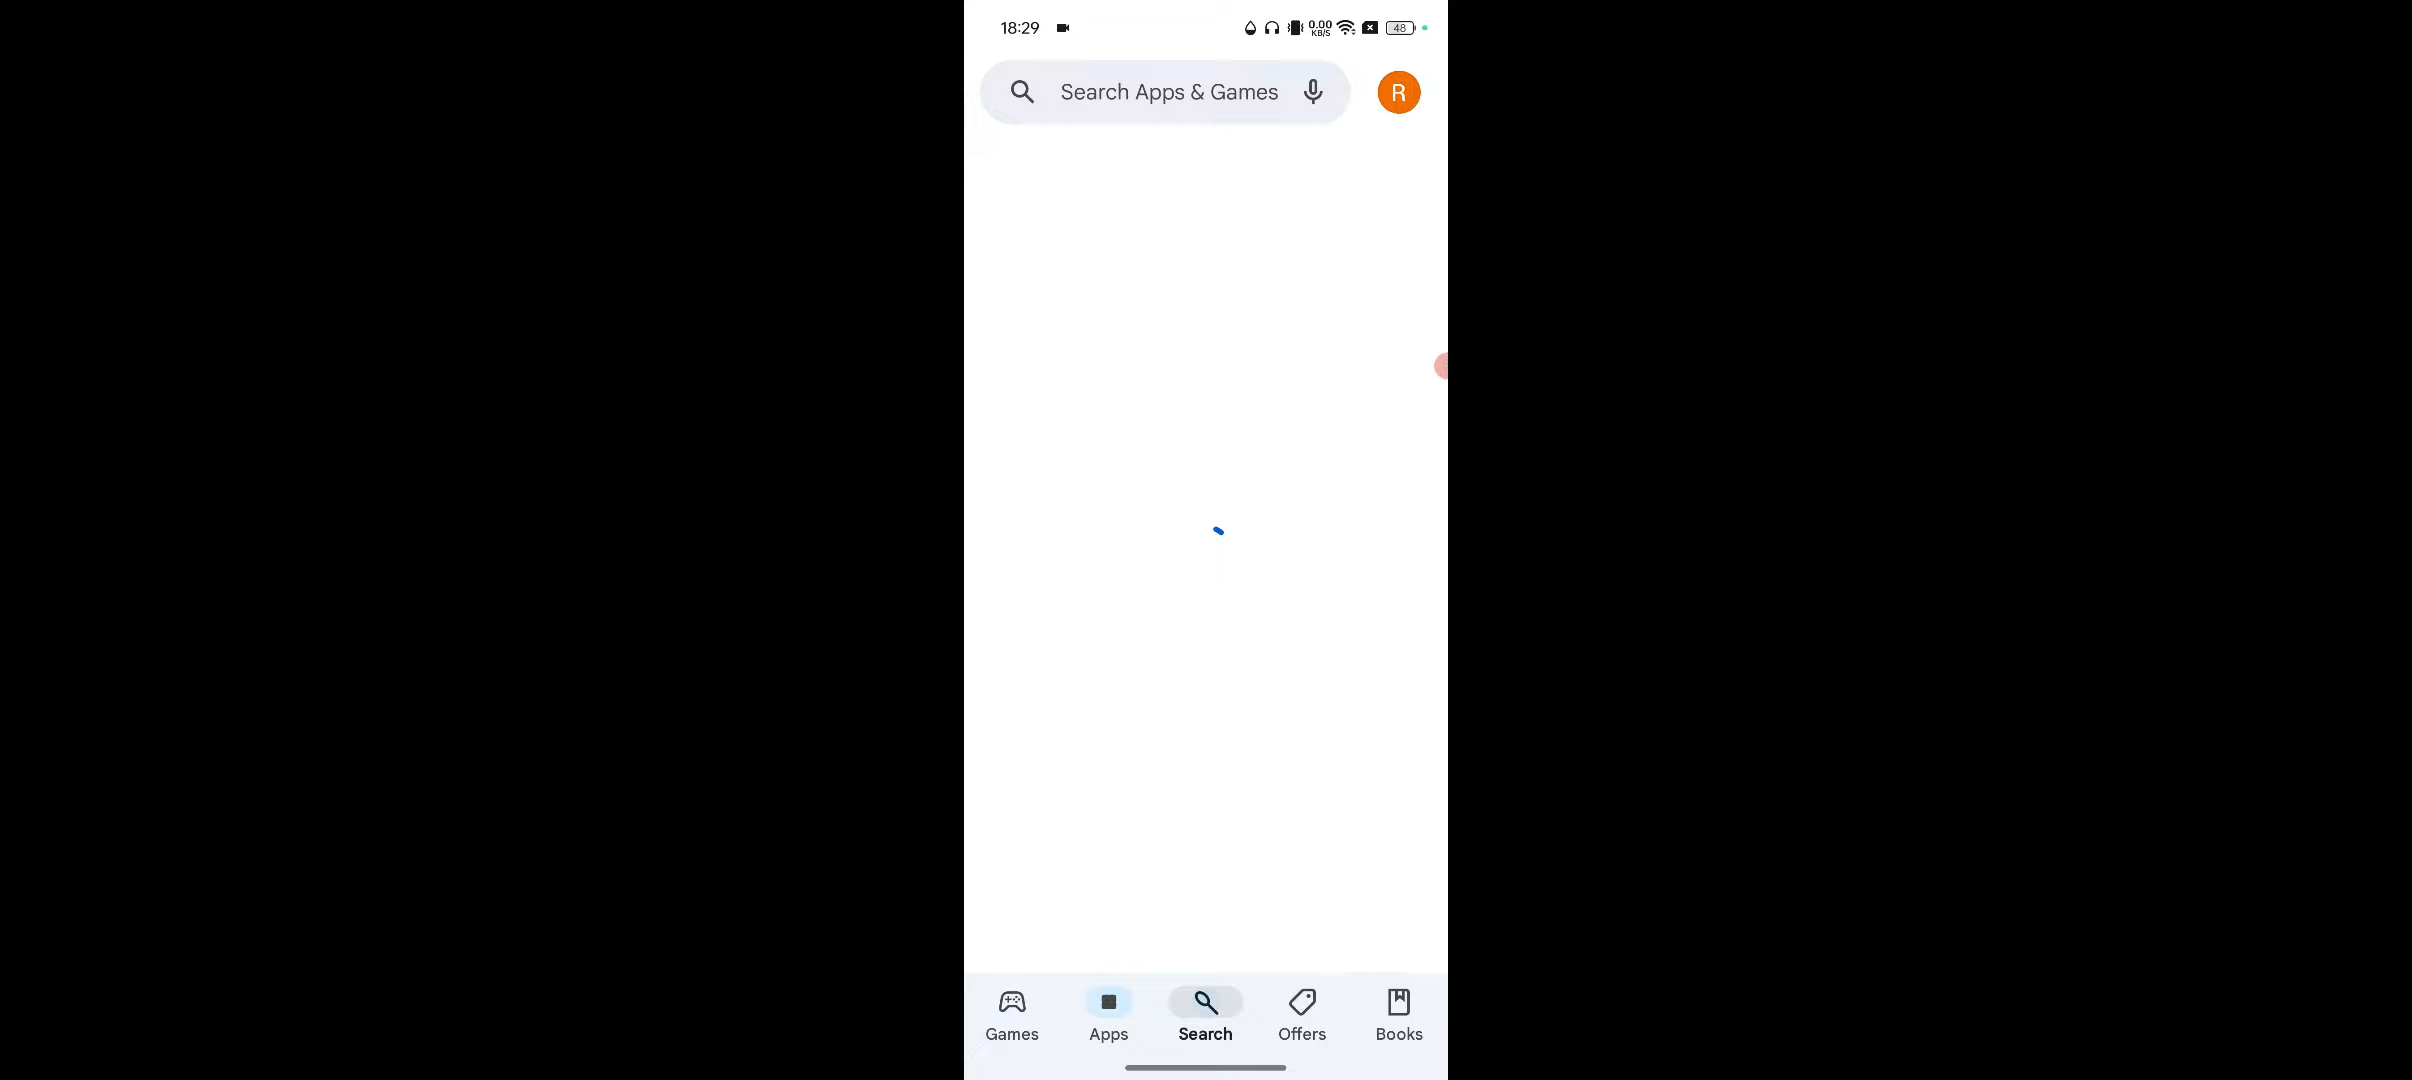 18:29 0.00 KB/S 48
Search Apps & Games R
Games Apps Search Offers Books